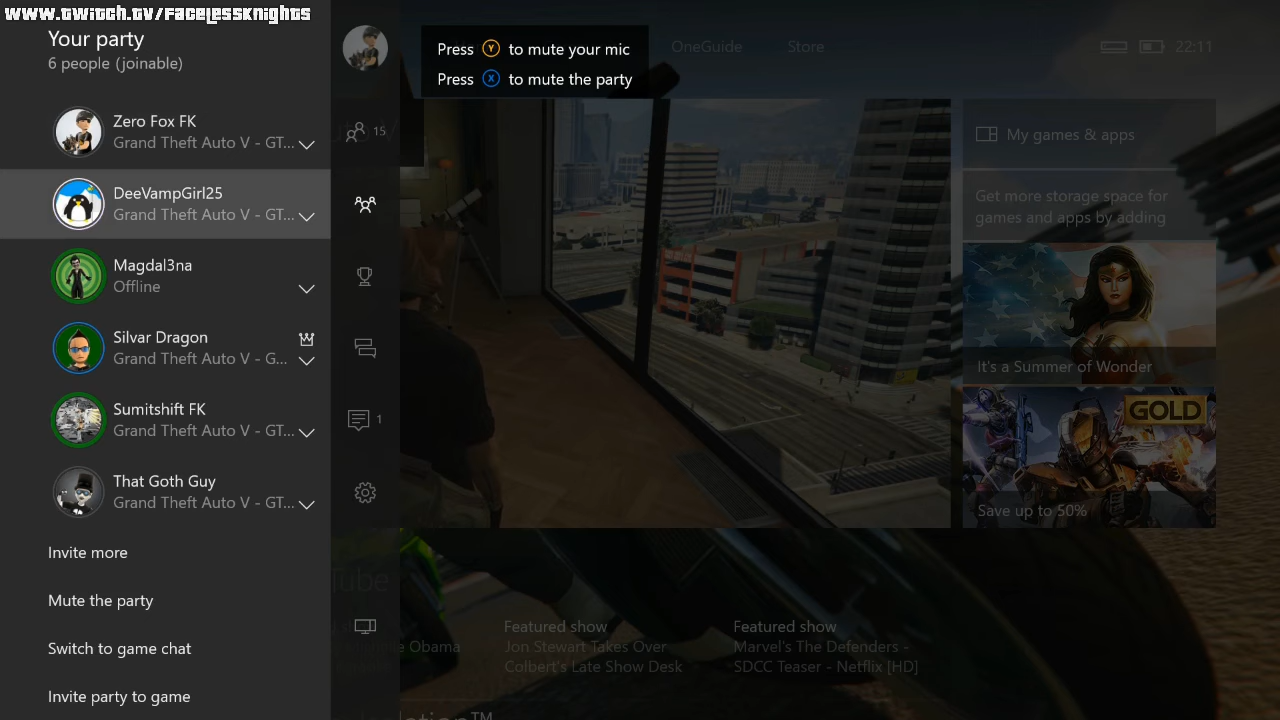 www.twitch.tv/FacelessKnights
Your party
6 people (joinable)
Zero Fox FK
Grand Theft Auto V - GT...
DeeVampGirl25
Grand Theft Auto V - GT...
Magdal3na
Offline
Silvar Dragon
Grand Theft Auto V - G...
Sumitshift FK
Grand Theft Auto V - GT...
That Goth Guy
Grand Theft Auto V - GT...
Invite more
Mute the party
Switch to game chat
Invite party to game
15
1
Press Y to mute your mic
Press X to mute the party
OneGuide
Store
22:11
My games & apps
Get more storage space for
games and apps by adding
It's a Summer of Wonder
GOLD
Save up to 50%
Tube
Obama
Featured show
Jon Stewart Takes Over
Colbert's Late Show Desk
Featured show
Marvel's The Defenders -
SDCC Teaser - Netflix [HD]